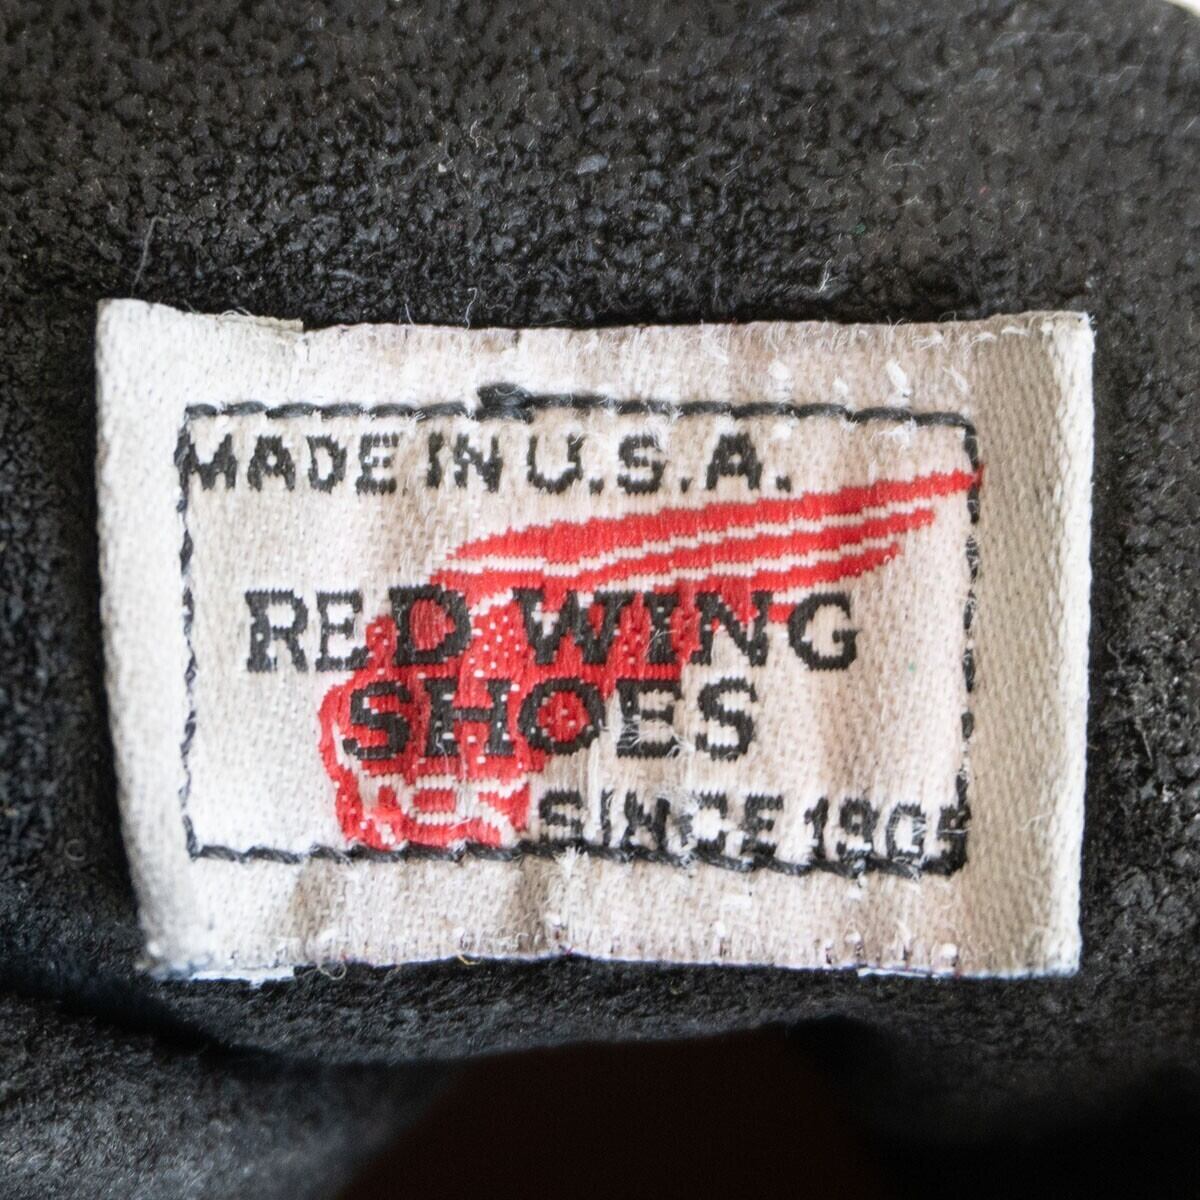 MADE IN U.S.A.
RED WING
SHOES
SINCE 1905